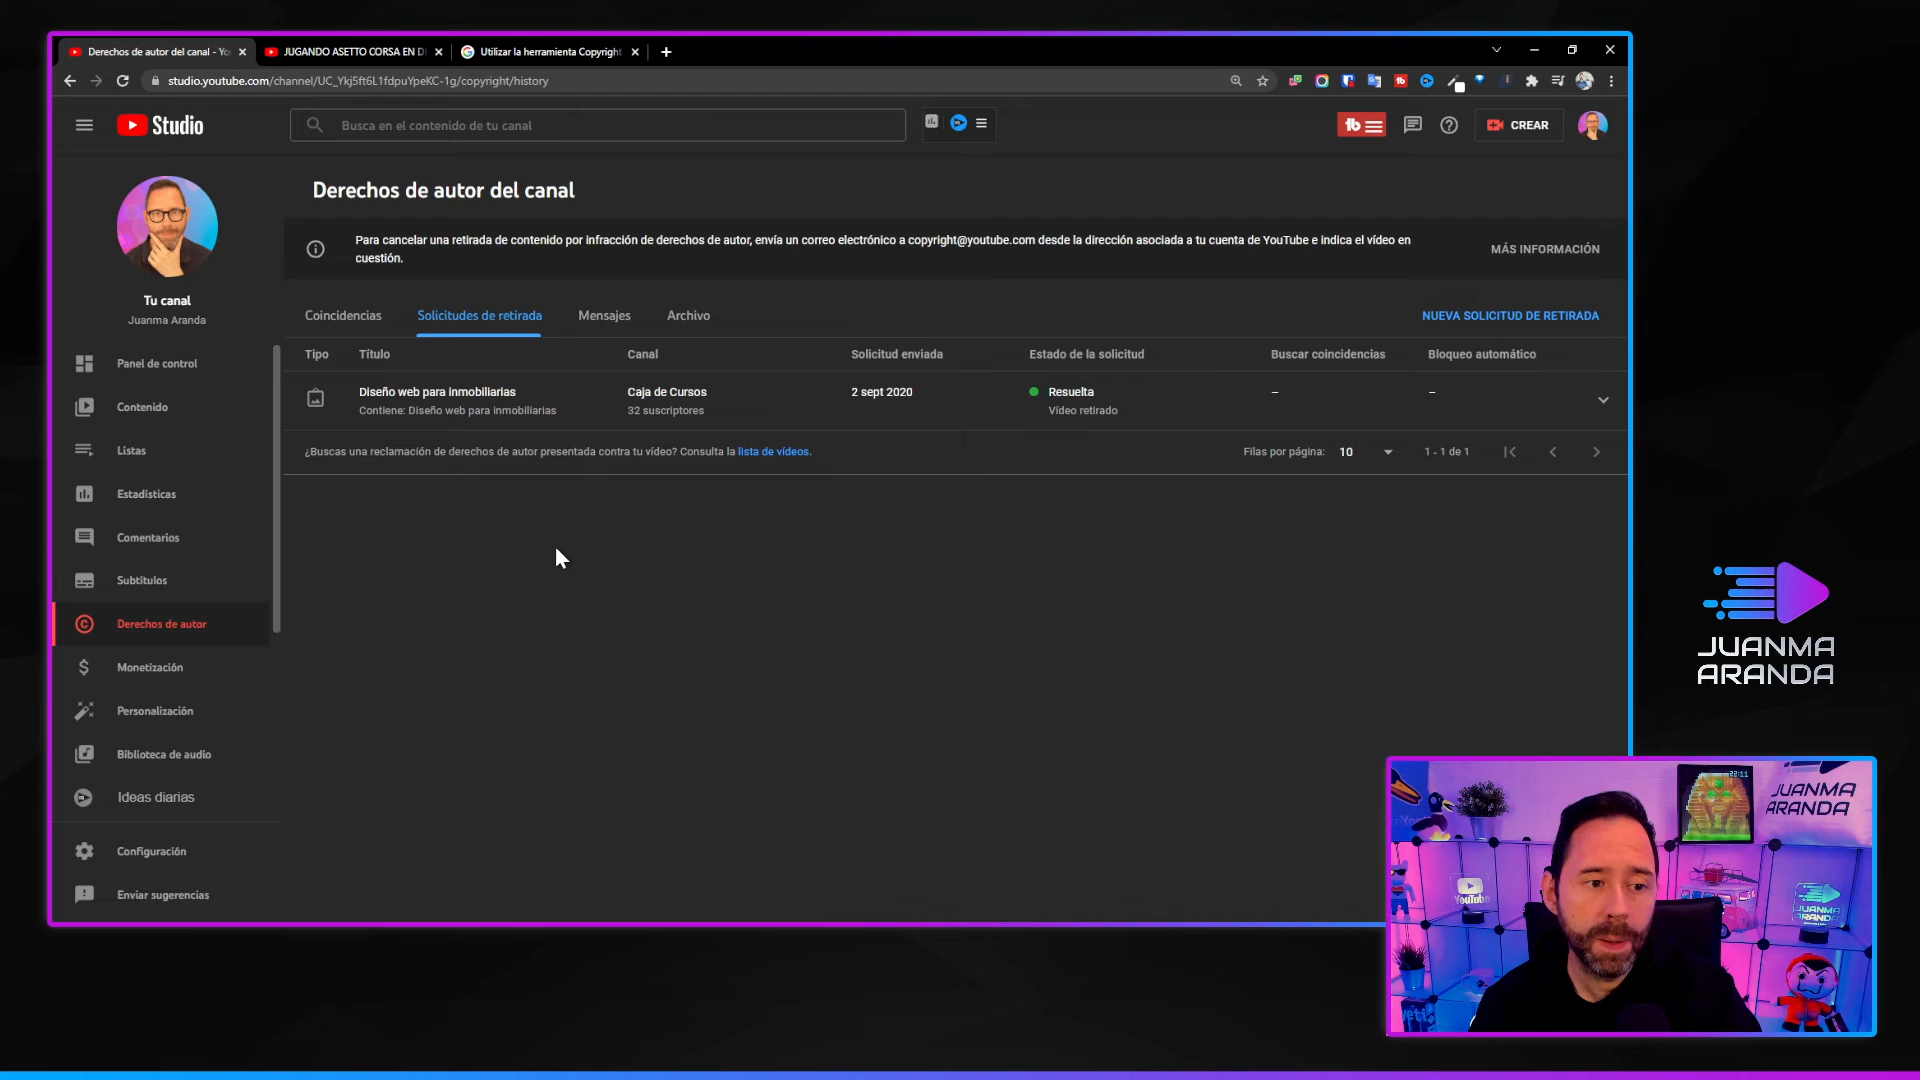 Derechos de autor del canal - Yo
JUGANDO ASETTO CORSA EN D
Utilizar la herramienta Copyright
studio.youtube.com/channel/UC_Ykj5ft6L1fdpuYpeKC-1g/copyright/history
Studio
Busca en el contenido de tu canal
CREAR
Derechos de autor del canal
Para cancelar una retirada de contenido por infracción de derechos de autor, envía un correo electrónico a copyright@youtube.com desde la dirección asociada a tu cuenta de YouTube e indica el vídeo en
cuestión.
MÁS INFORMACIÓN
Tu canal
Juanma Aranda
Coincidencias
Solicitudes de retirada
Mensajes
Archivo
NUEVA SOLICITUD DE RETIRADA
Tipo
Título
Canal
Solicitud enviada
Estado de la solicitud
Buscar coincidencias
Bloqueo automático
Diseño web para inmobiliarias
Contiene: Diseño web para inmobiliarias
Caja de Cursos
32 suscriptores
2 sept 2020
Resuelta
Vídeo retirado
–
–
¿Buscas una reclamación de derechos de autor presentada contra tu vídeo? Consulta la lista de vídeos.
Filas por página: 10
1 - 1 de 1
Panel de control
Contenido
Listas
Estadísticas
Comentarios
Subtítulos
Derechos de autor
Monetización
Personalización
Biblioteca de audio
Ideas diarias
Configuración
Enviar sugerencias
JUANMA
ARANDA
22:11
JUANMA
ARANDA
YouTube
JUANMA
ARANDA